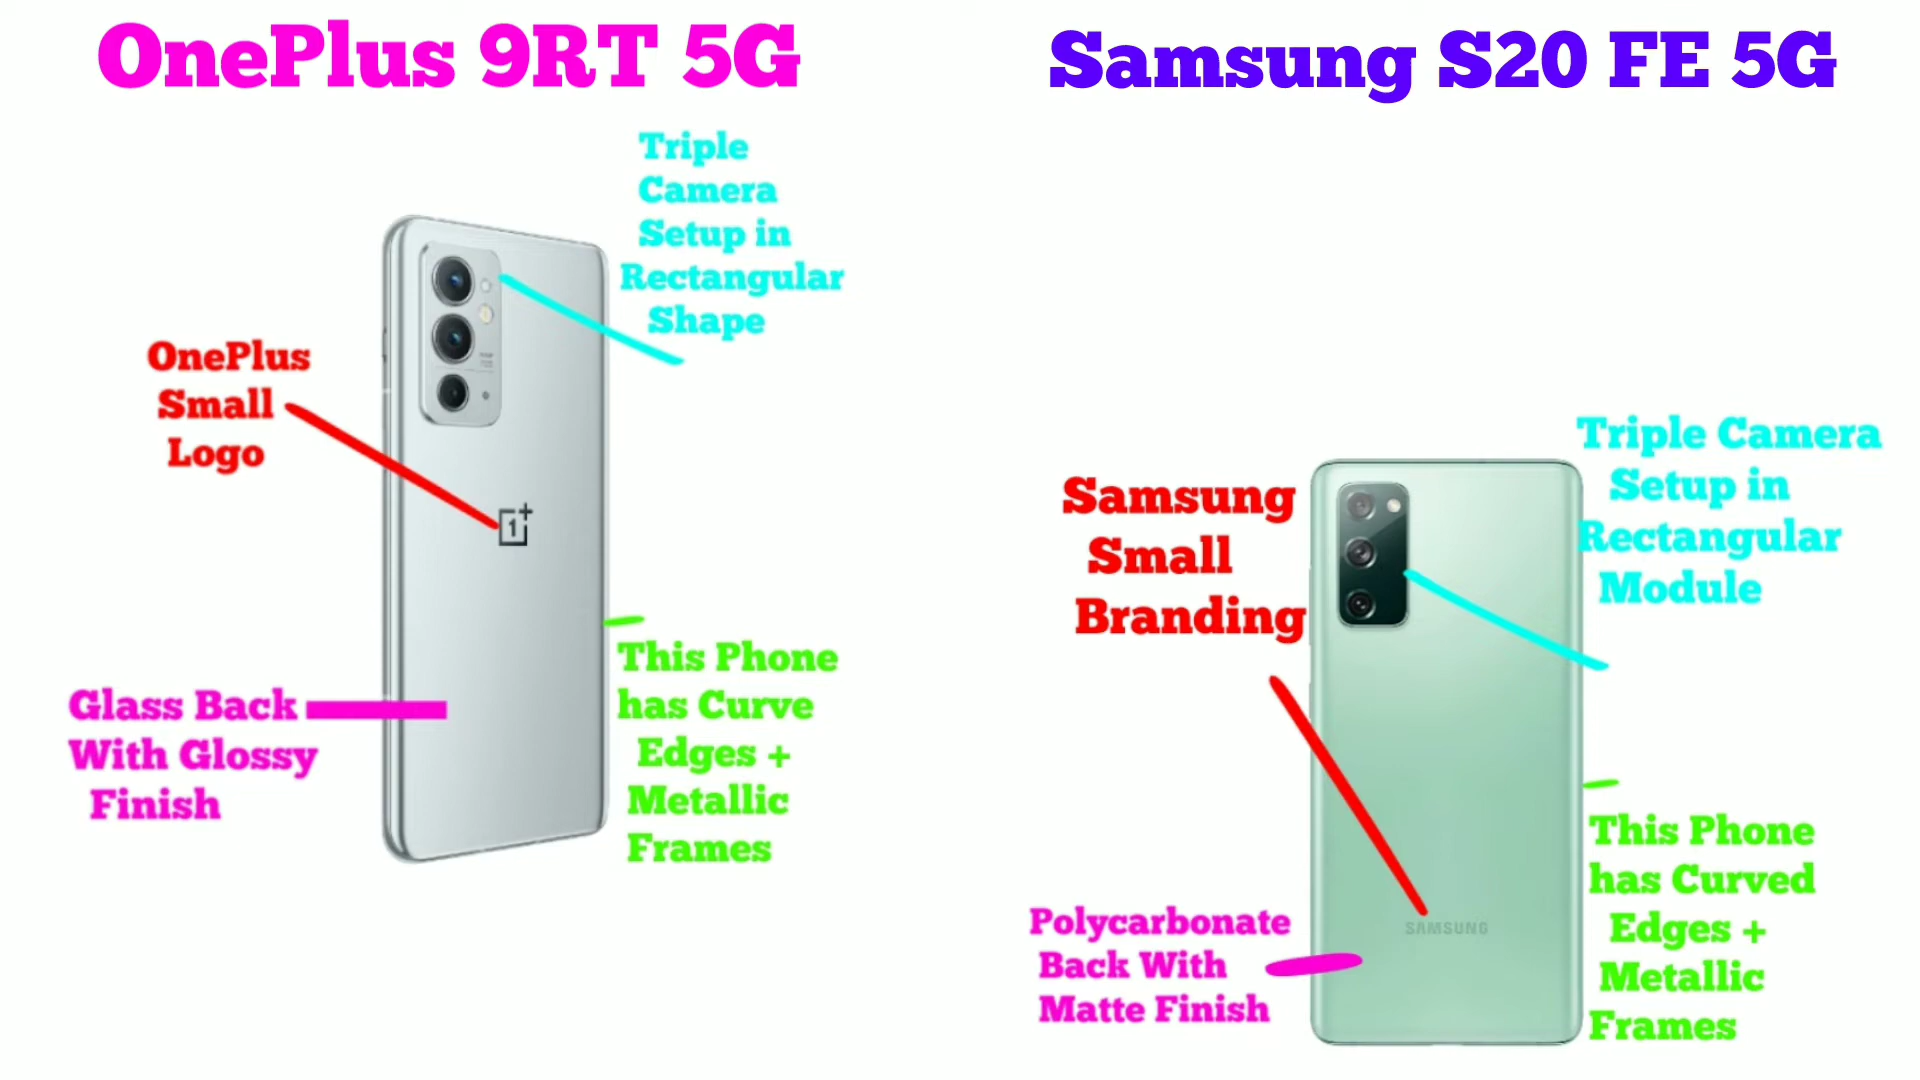 OnePlus 9RT 5G
Triple
Camera
Setup in
Rectangular
Shape
OnePlus
Small
Logo
1+
This Phone
has Curve
Edges +
Metallic
Frames
Glass Back
With Glossy
Finish
Samsung S20 FE 5G
Triple Camera
Setup in
Rectangular
Module
Samsung
Small
Branding
This Phone
has Curved
Edges +
Metallic
Frames
SAMSUNG
Polycarbonate
Back With
Matte Finish